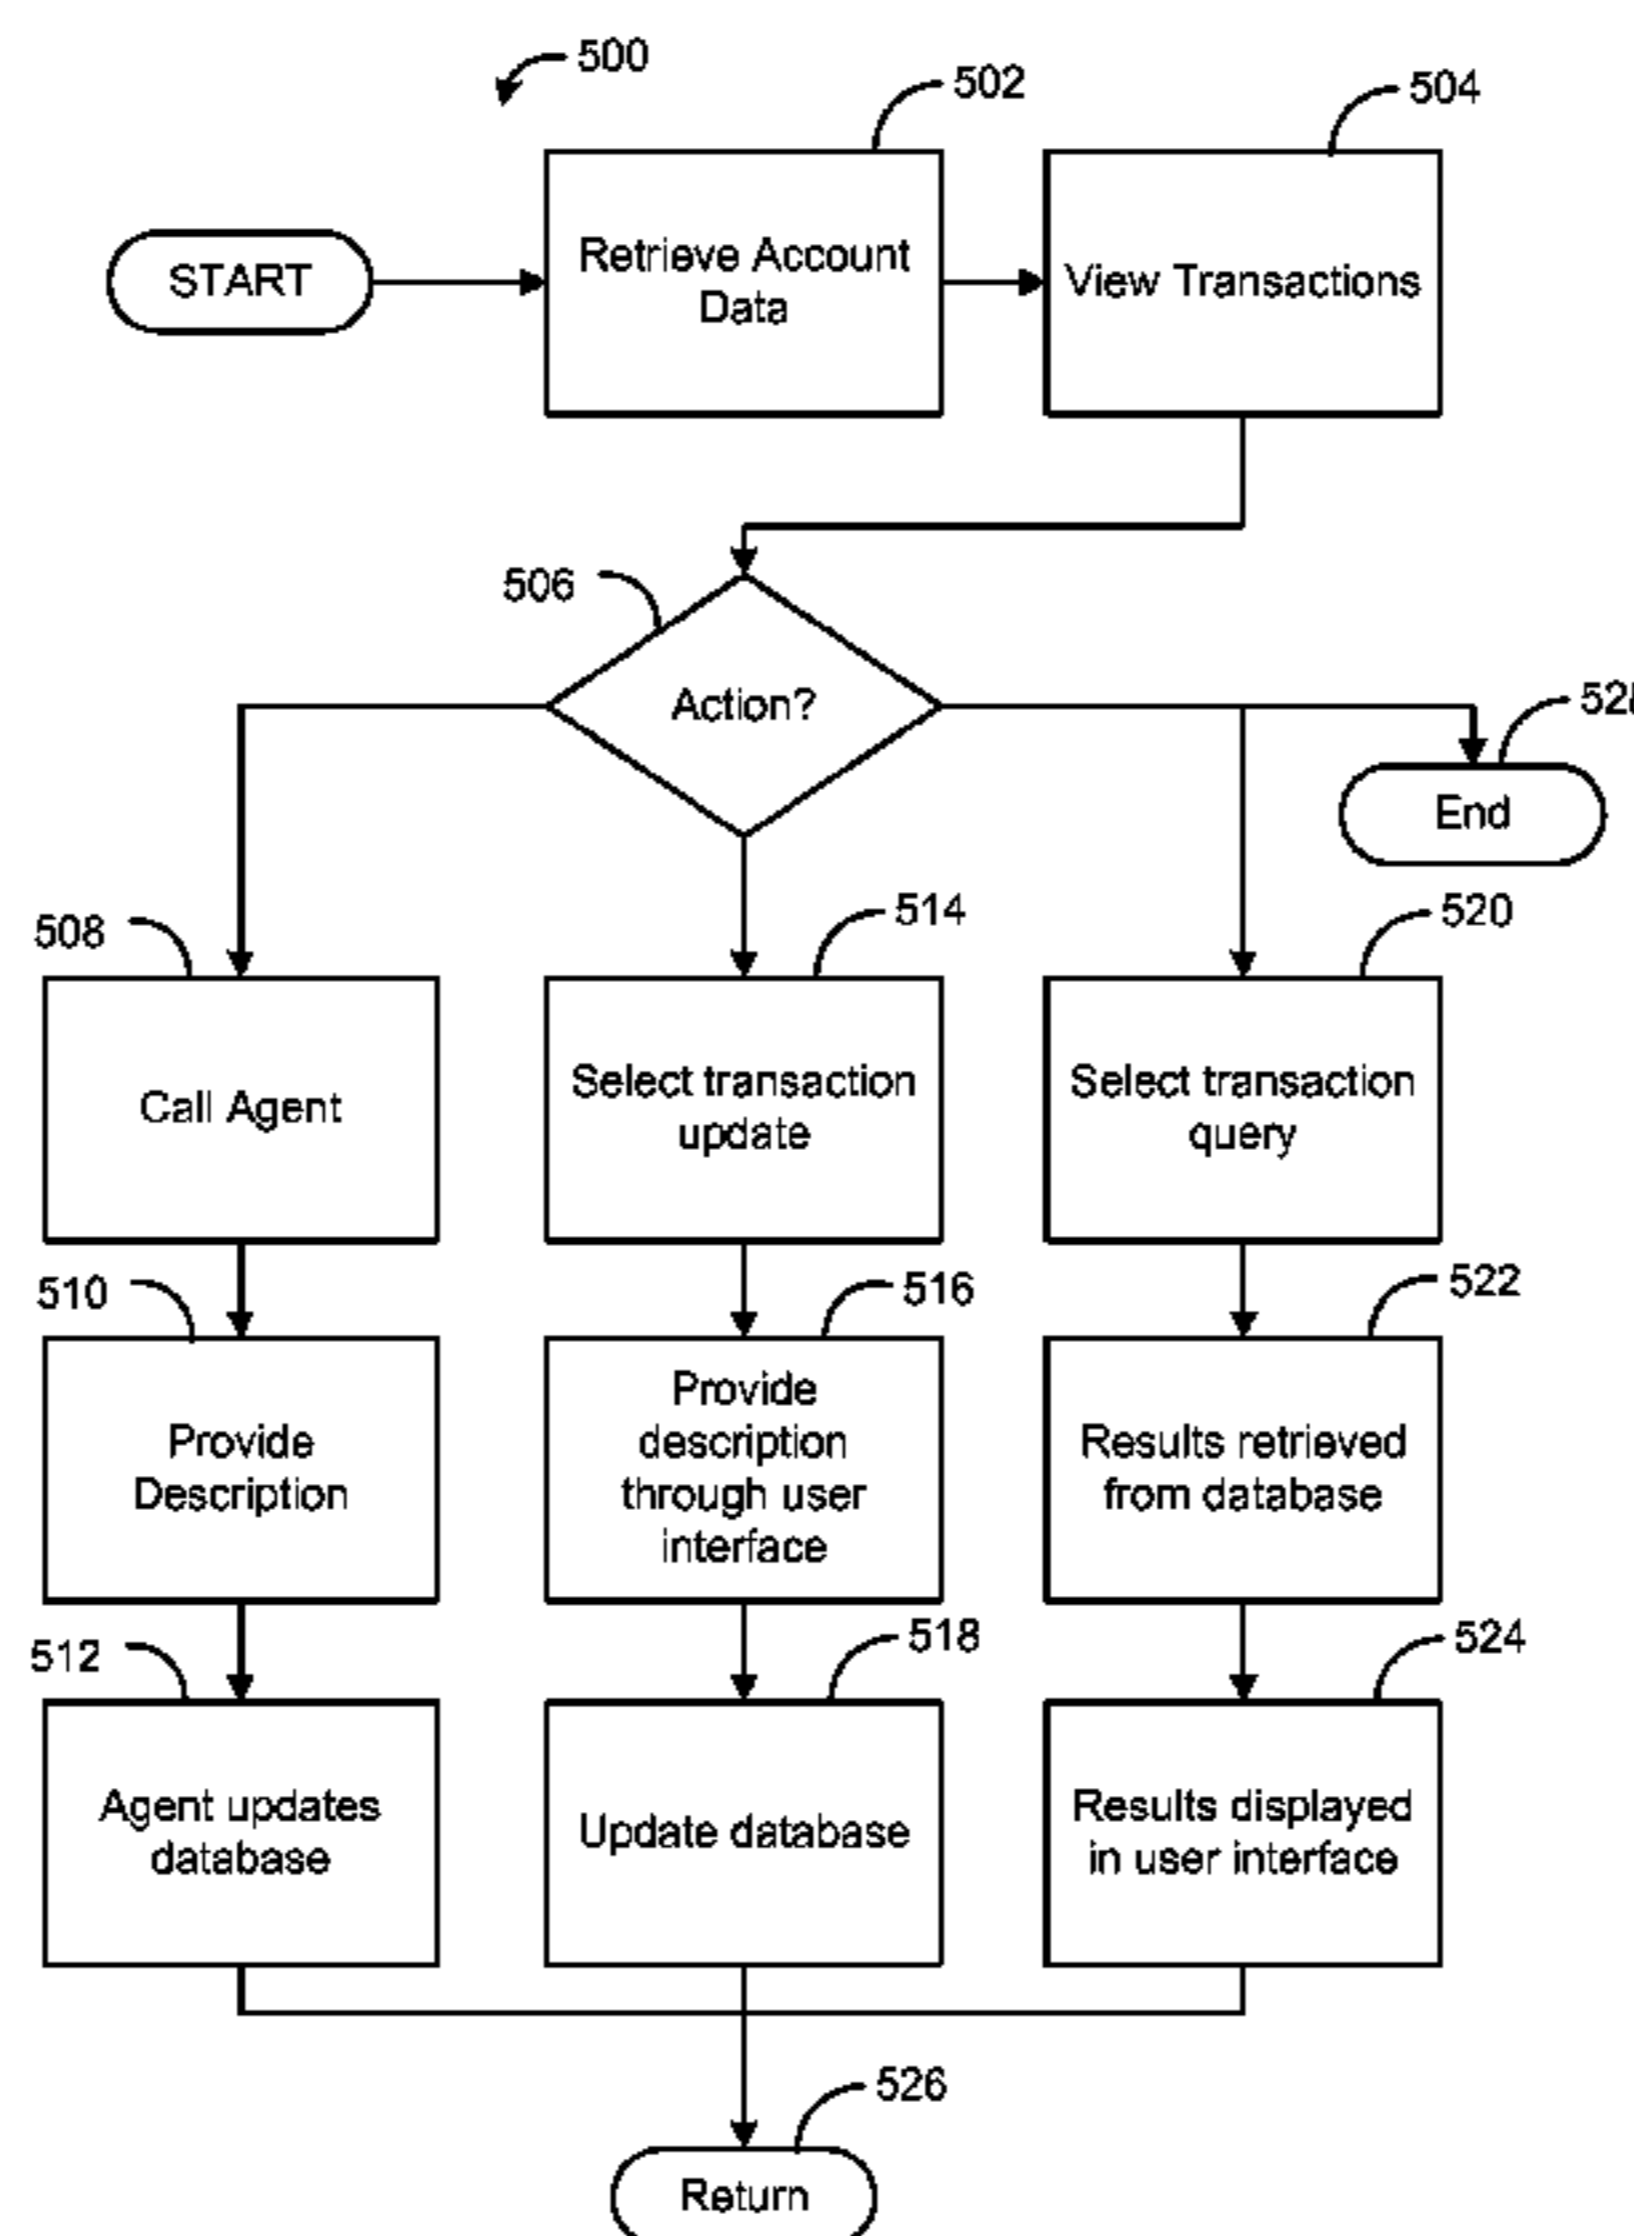 500
502
504
START
Retrieve Account
Data
View Transactions
506
Action?
End
508
514
520
Call Agent
Select transaction
update
Select transaction
query
510
516
522
Provide
Description
Provide
description
through user
interface
Results retrieved
from database
512
518
524
Agent updates
database
Update database
Results displayed
in user interface
526
Return